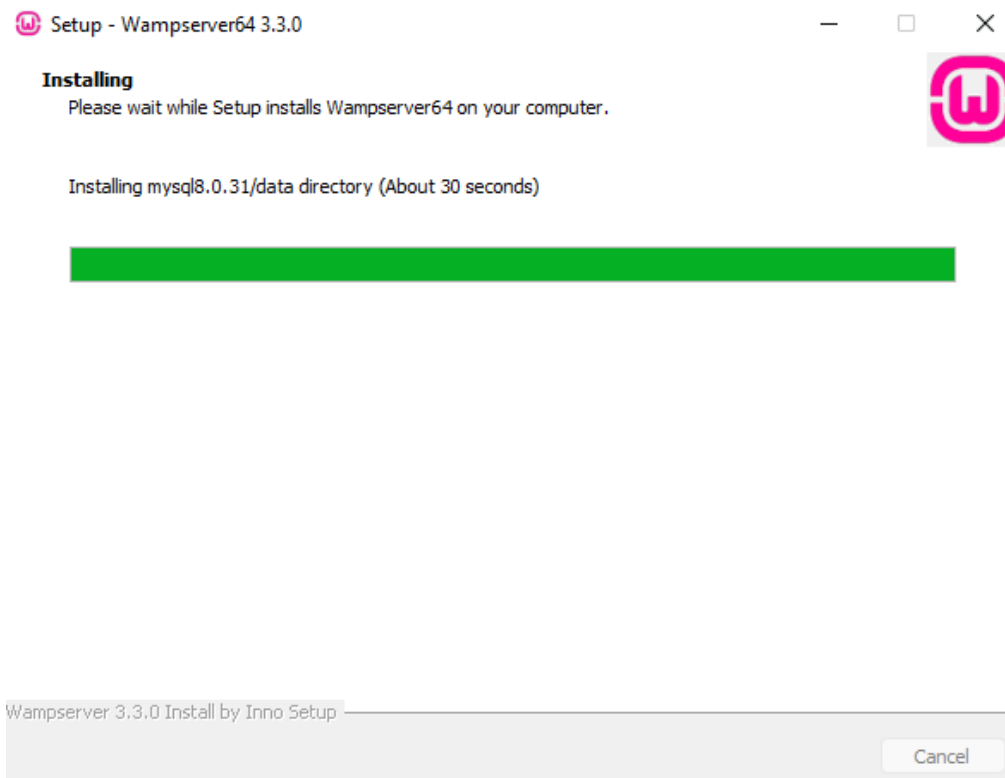 Setup - Wampserver64 3.3.0
Installing
Please wait while Setup installs Wampserver64 on your computer.
Installing mysql8.0.31/data directory (About 30 seconds)
Wampserver 3.3.0 Install by Inno Setup
Cancel